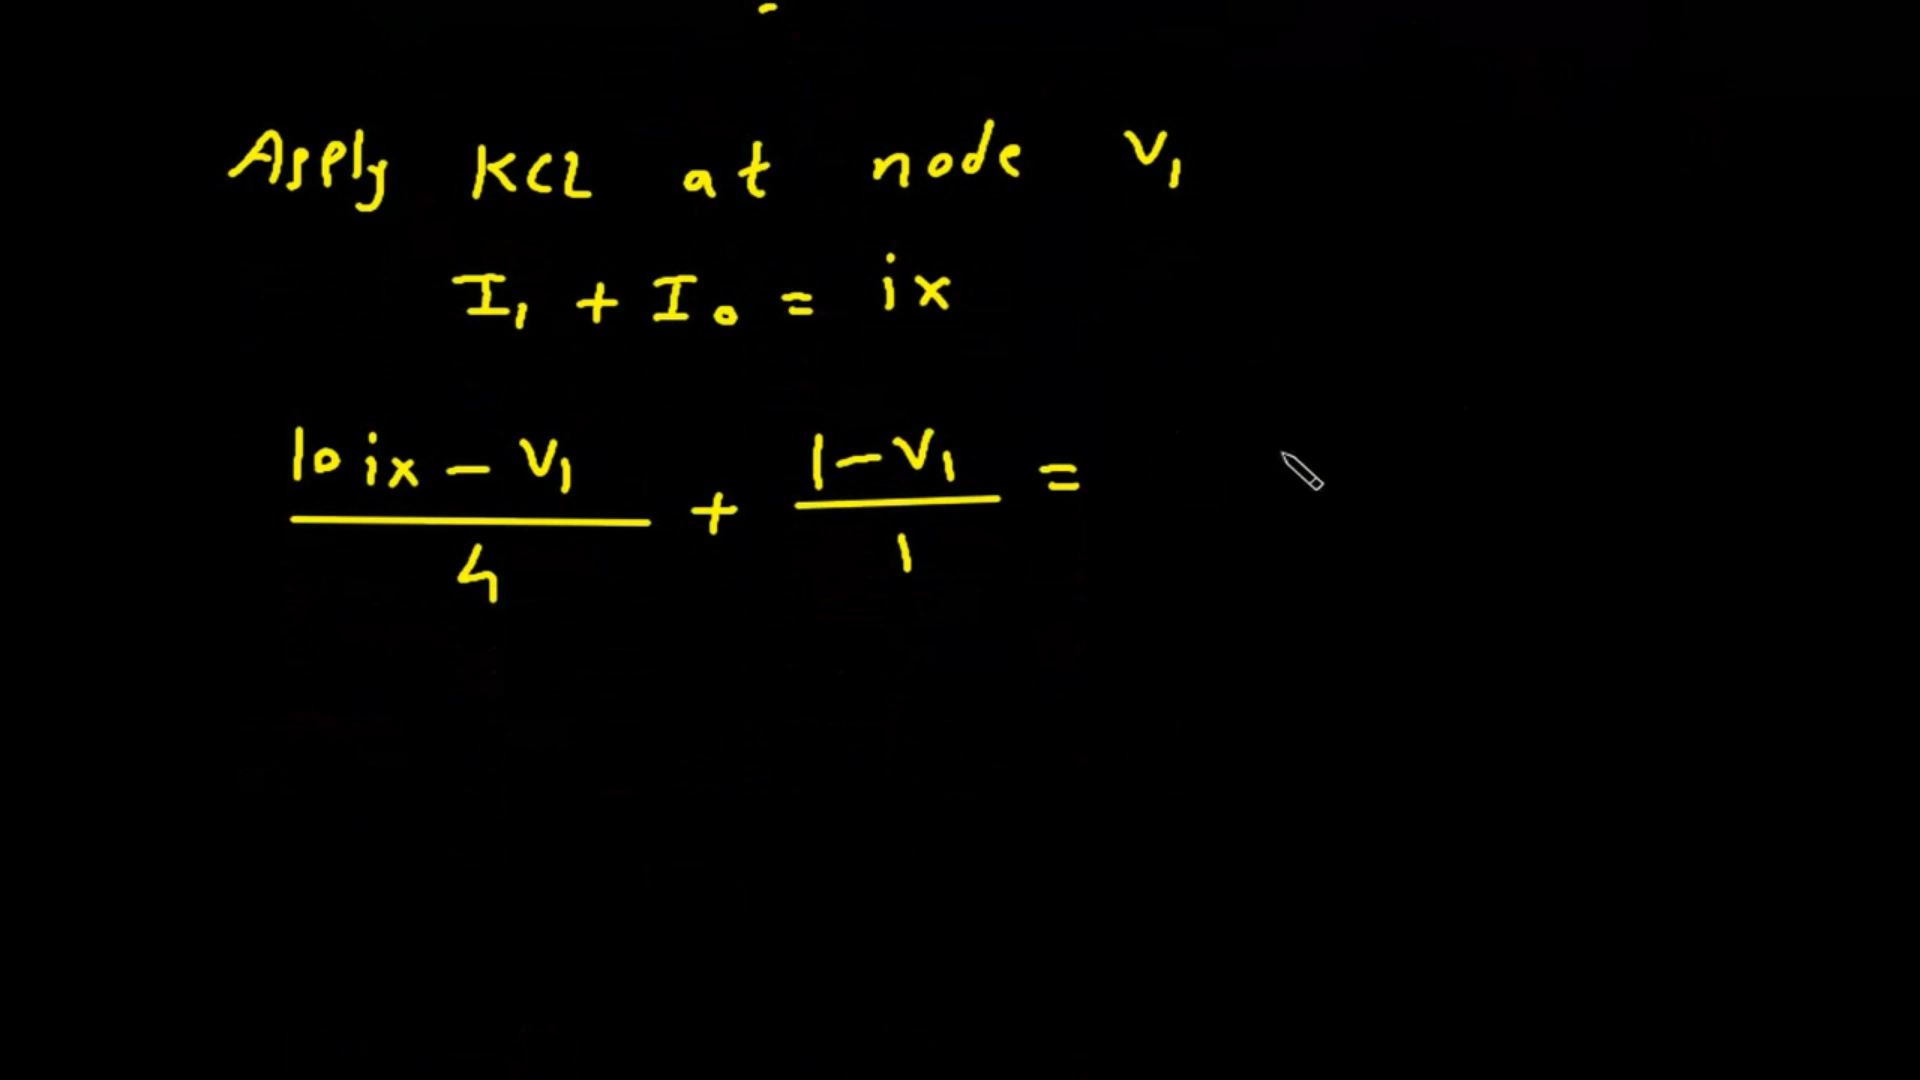 Apply KCL at node V₁
I₁ + I₀ = ix
(10ix - V₁)/4 + (1 - V₁)/1 =